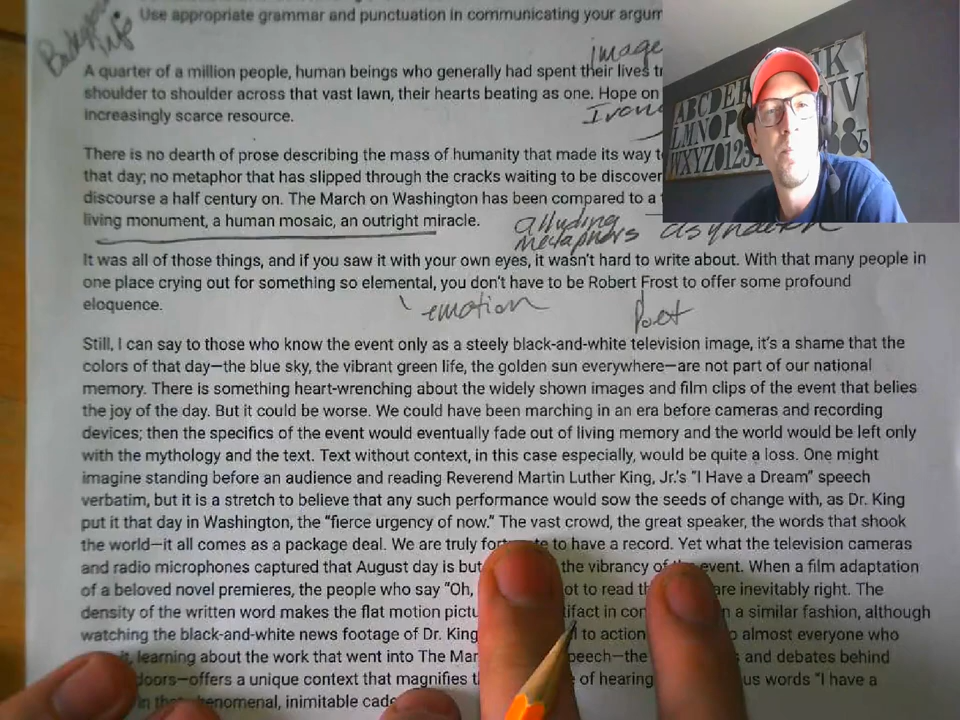 Background
life
Use appropriate grammar and punctuation in communicating your argum
image
A quarter of a million people, human beings who generally had spent their lives tr
shoulder to shoulder across that vast lawn, their hearts beating as one. Hope on
increasingly scarce resource.
Irony
There is no dearth of prose describing the mass of humanity that made its way t
that day; no metaphor that has slipped through the cracks waiting to be discover
discourse a half century on. The March on Washington has been compared to a
living monument, a human mosaic, an outright miracle.
alluding
metaphors asyndeton
It was all of those things, and if you saw it with your own eyes, it wasn't hard to write about. With that many people in
one place crying out for something so elemental, you don't have to be Robert Frost to offer some profound
eloquence.
emotion Poet
Still, I can say to those who know the event only as a steely black-and-white television image, it's a shame that the
colors of that day—the blue sky, the vibrant green life, the golden sun everywhere—are not part of our national
memory. There is something heart-wrenching about the widely shown images and film clips of the event that belies
the joy of the day. But it could be worse. We could have been marching in an era before cameras and recording
devices; then the specifics of the event would eventually fade out of living memory and the world would be left only
with the mythology and the text. Text without context, in this case especially, would be quite a loss. One might
imagine standing before an audience and reading Reverend Martin Luther King, Jr.'s "I Have a Dream" speech
verbatim, but it is a stretch to believe that any such performance would sow the seeds of change with, as Dr. King
put it that day in Washington, the "fierce urgency of now." The vast crowd, the great speaker, the words that shook
the world—it all comes as a package deal. We are truly fortunate to have a record. Yet what the television cameras
and radio microphones captured that August day is but the vibrancy of the event. When a film adaptation
of a beloved novel premieres, the people who say "Oh, ot to read th are inevitably right. The
density of the written word makes the flat motion pictu tifact in com n a similar fashion, although
watching the black-and-white news footage of Dr. King l to action almost everyone who
it, learning about the work that went into The Mar peech—the and debates behind
doors—offers a unique context that magnifies t of hearing us words "I have a
in that phenomenal, inimitable cade
ABCDE
LMNOP
WXYZ0123
&